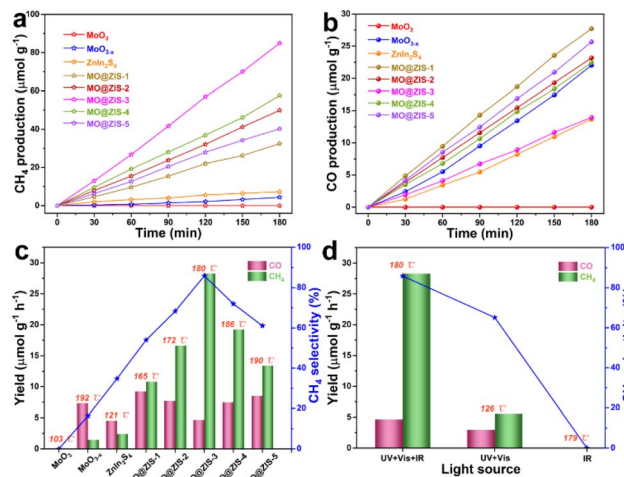 a
CH₄ production (μmol g⁻¹)
100
80
60
40
20
0
MoO₃
MoO₃₋ₓ
ZnIn₂S₄
MO@ZIS-1
MO@ZIS-2
MO@ZIS-3
MO@ZIS-4
MO@ZIS-5
0 30 60 90 120 150 180
Time (min)
b
CO production (μmol g⁻¹)
30
25
20
15
10
5
0
MoO₃
MoO₃₋ₓ
ZnIn₂S₄
MO@ZIS-1
MO@ZIS-2
MO@ZIS-3
MO@ZIS-4
MO@ZIS-5
0 30 60 90 120 150 180
Time (min)
c
Yield (μmol g⁻¹ h⁻¹)
30
25
20
15
10
5
0
CO
CH₄
103 ℃
192 ℃
121 ℃
165 ℃
172 ℃
180 ℃
186 ℃
190 ℃
100
80
60
40
20
0
CH₄ selectivity (%)
MoO₃
MoO₃₋ₓ
ZnIn₂S₄
O@ZIS-1
O@ZIS-2
O@ZIS-3
O@ZIS-4
O@ZIS-5
d
Yield (μmol g⁻¹ h⁻¹)
30
25
20
15
10
5
0
CO
CH₄
180 ℃
126 ℃
179 ℃
100
80
60
40
20
0
UV+Vis+IR UV+Vis IR
Light source